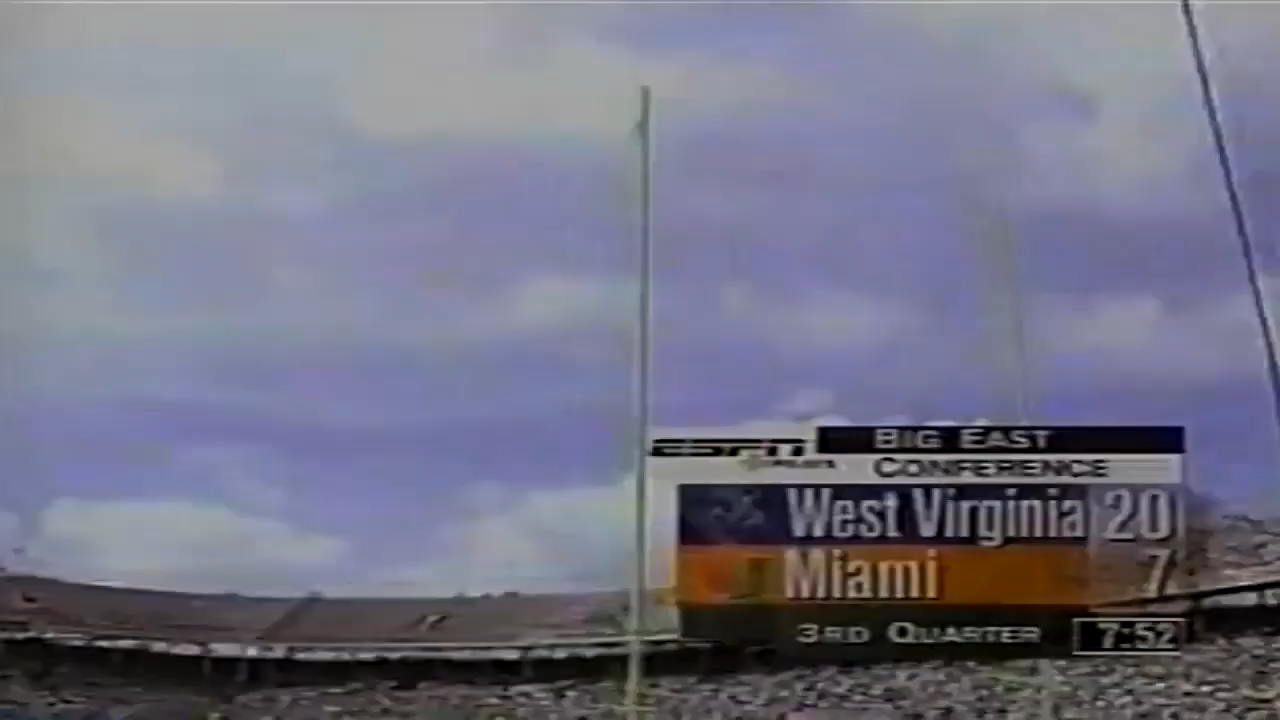 BIG EAST
CONFERENCE
West Virginia 20
Miami 7
3RD QUARTER 7:52